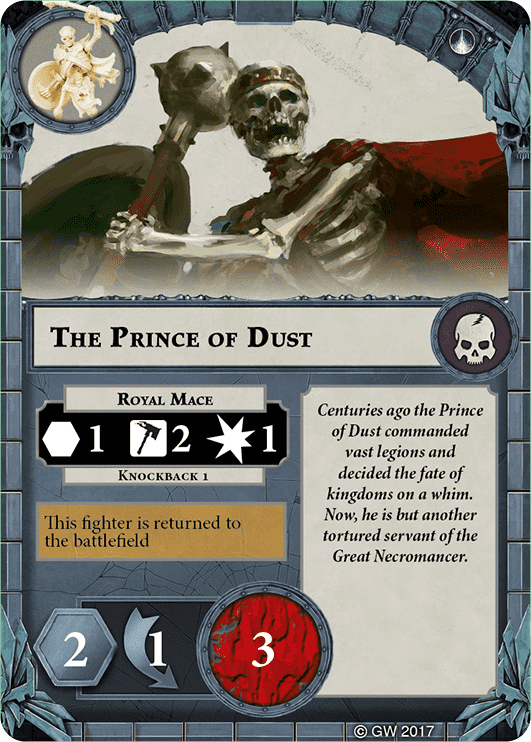 The Prince of Dust
Royal Mace
1 2 1
Knockback 1
This fighter is returned to
the battlefield
Centuries ago the Prince
of Dust commanded
vast legions and
decided the fate of
kingdoms on a whim.
Now, he is but another
tortured servant of the
Great Necromancer.
2 1 3
© GW 2017